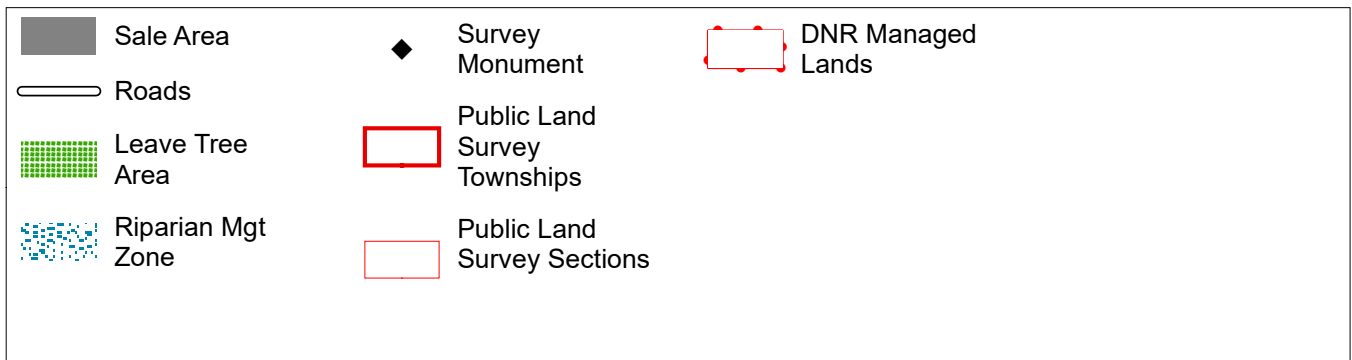 Sale Area
Roads
Leave Tree
Area
Riparian Mgt
Zone
Survey
Monument
Public Land
Survey
Townships
Public Land
Survey Sections
DNR Managed
Lands